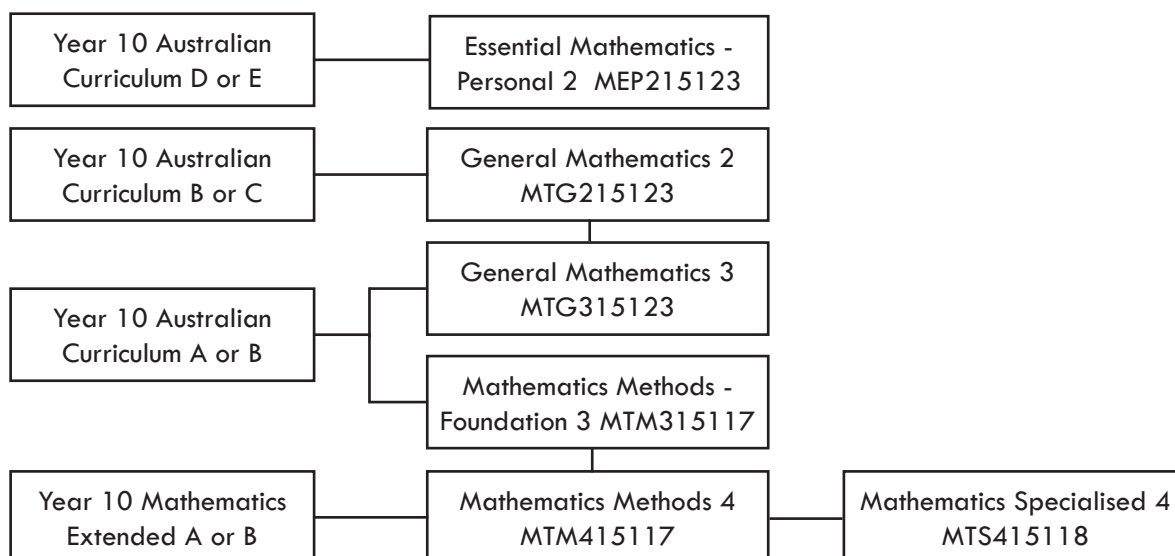 Year 10 Australian
Curriculum D or E
Essential Mathematics -
Personal 2 MEP215123
Year 10 Australian
Curriculum B or C
General Mathematics 2
MTG215123
General Mathematics 3
MTG315123
Year 10 Australian
Curriculum A or B
Mathematics Methods -
Foundation 3 MTM315117
Year 10 Mathematics
Extended A or B
Mathematics Methods 4
MTM415117
Mathematics Specialised 4
MTS415118